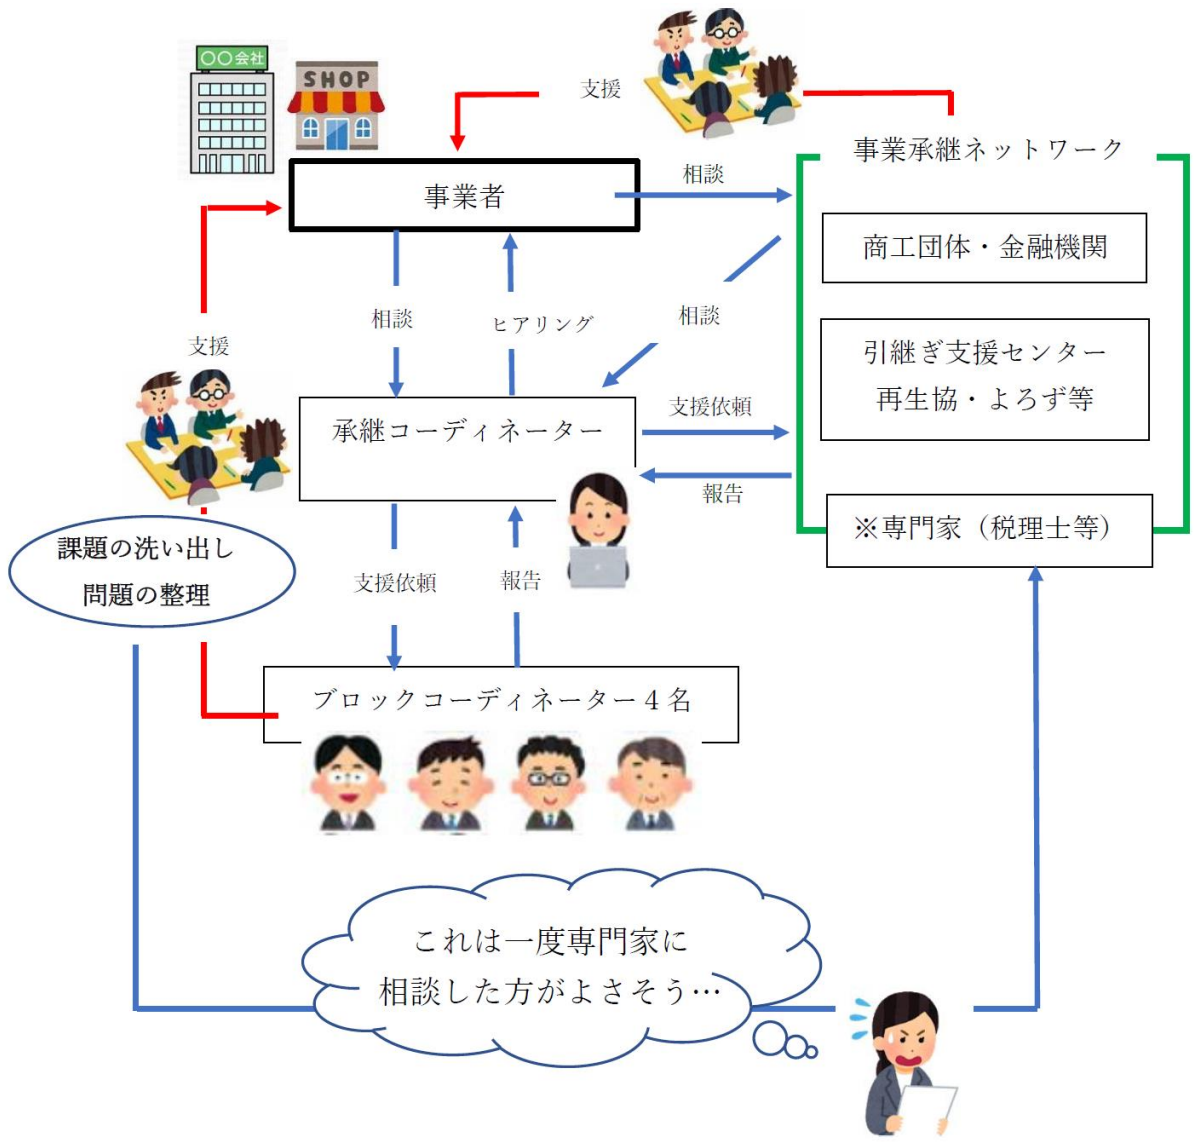 〇〇会社
SHOP
支援
事業承継ネットワーク
事業者
相談
商工団体・金融機関
相談
ヒアリング
相談
支援
引継ぎ支援センター
再生協・よろず等
承継コーディネーター
支援依頼
報告
※専門家（税理士等）
課題の洗い出し
問題の整理
支援依頼
報告
ブロックコーディネーター４名
これは一度専門家に
相談した方がよさそう…